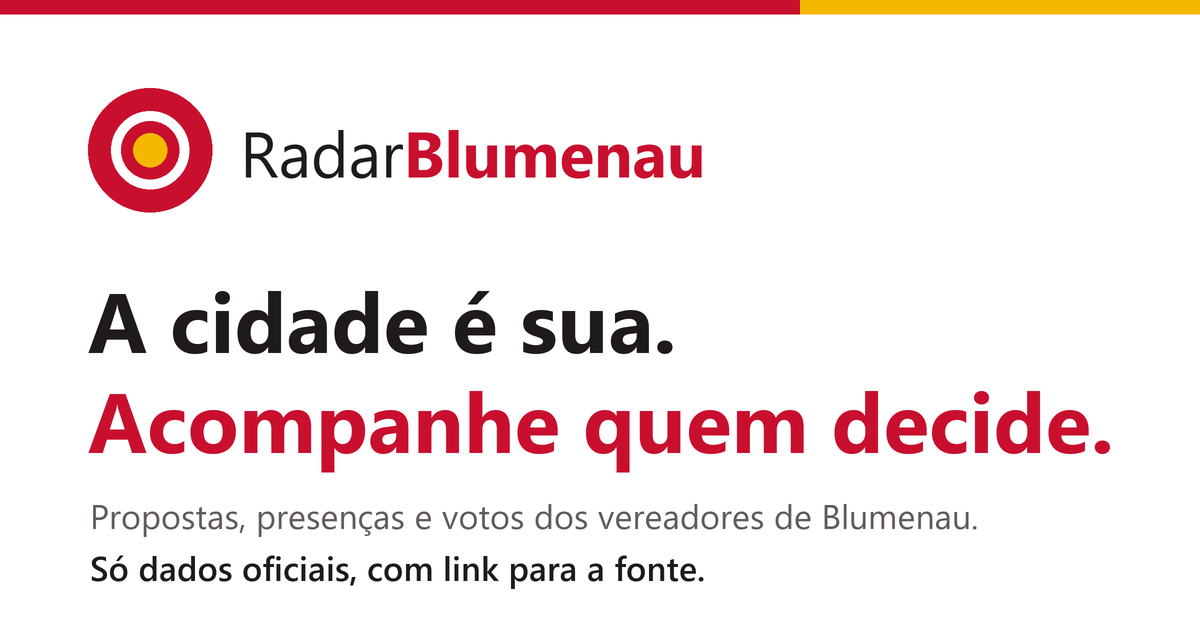 RadarBlumenau
A cidade é sua.
Acompanhe quem decide.
Propostas, presenças e votos dos vereadores de Blumenau.
Só dados oficiais, com link para a fonte.